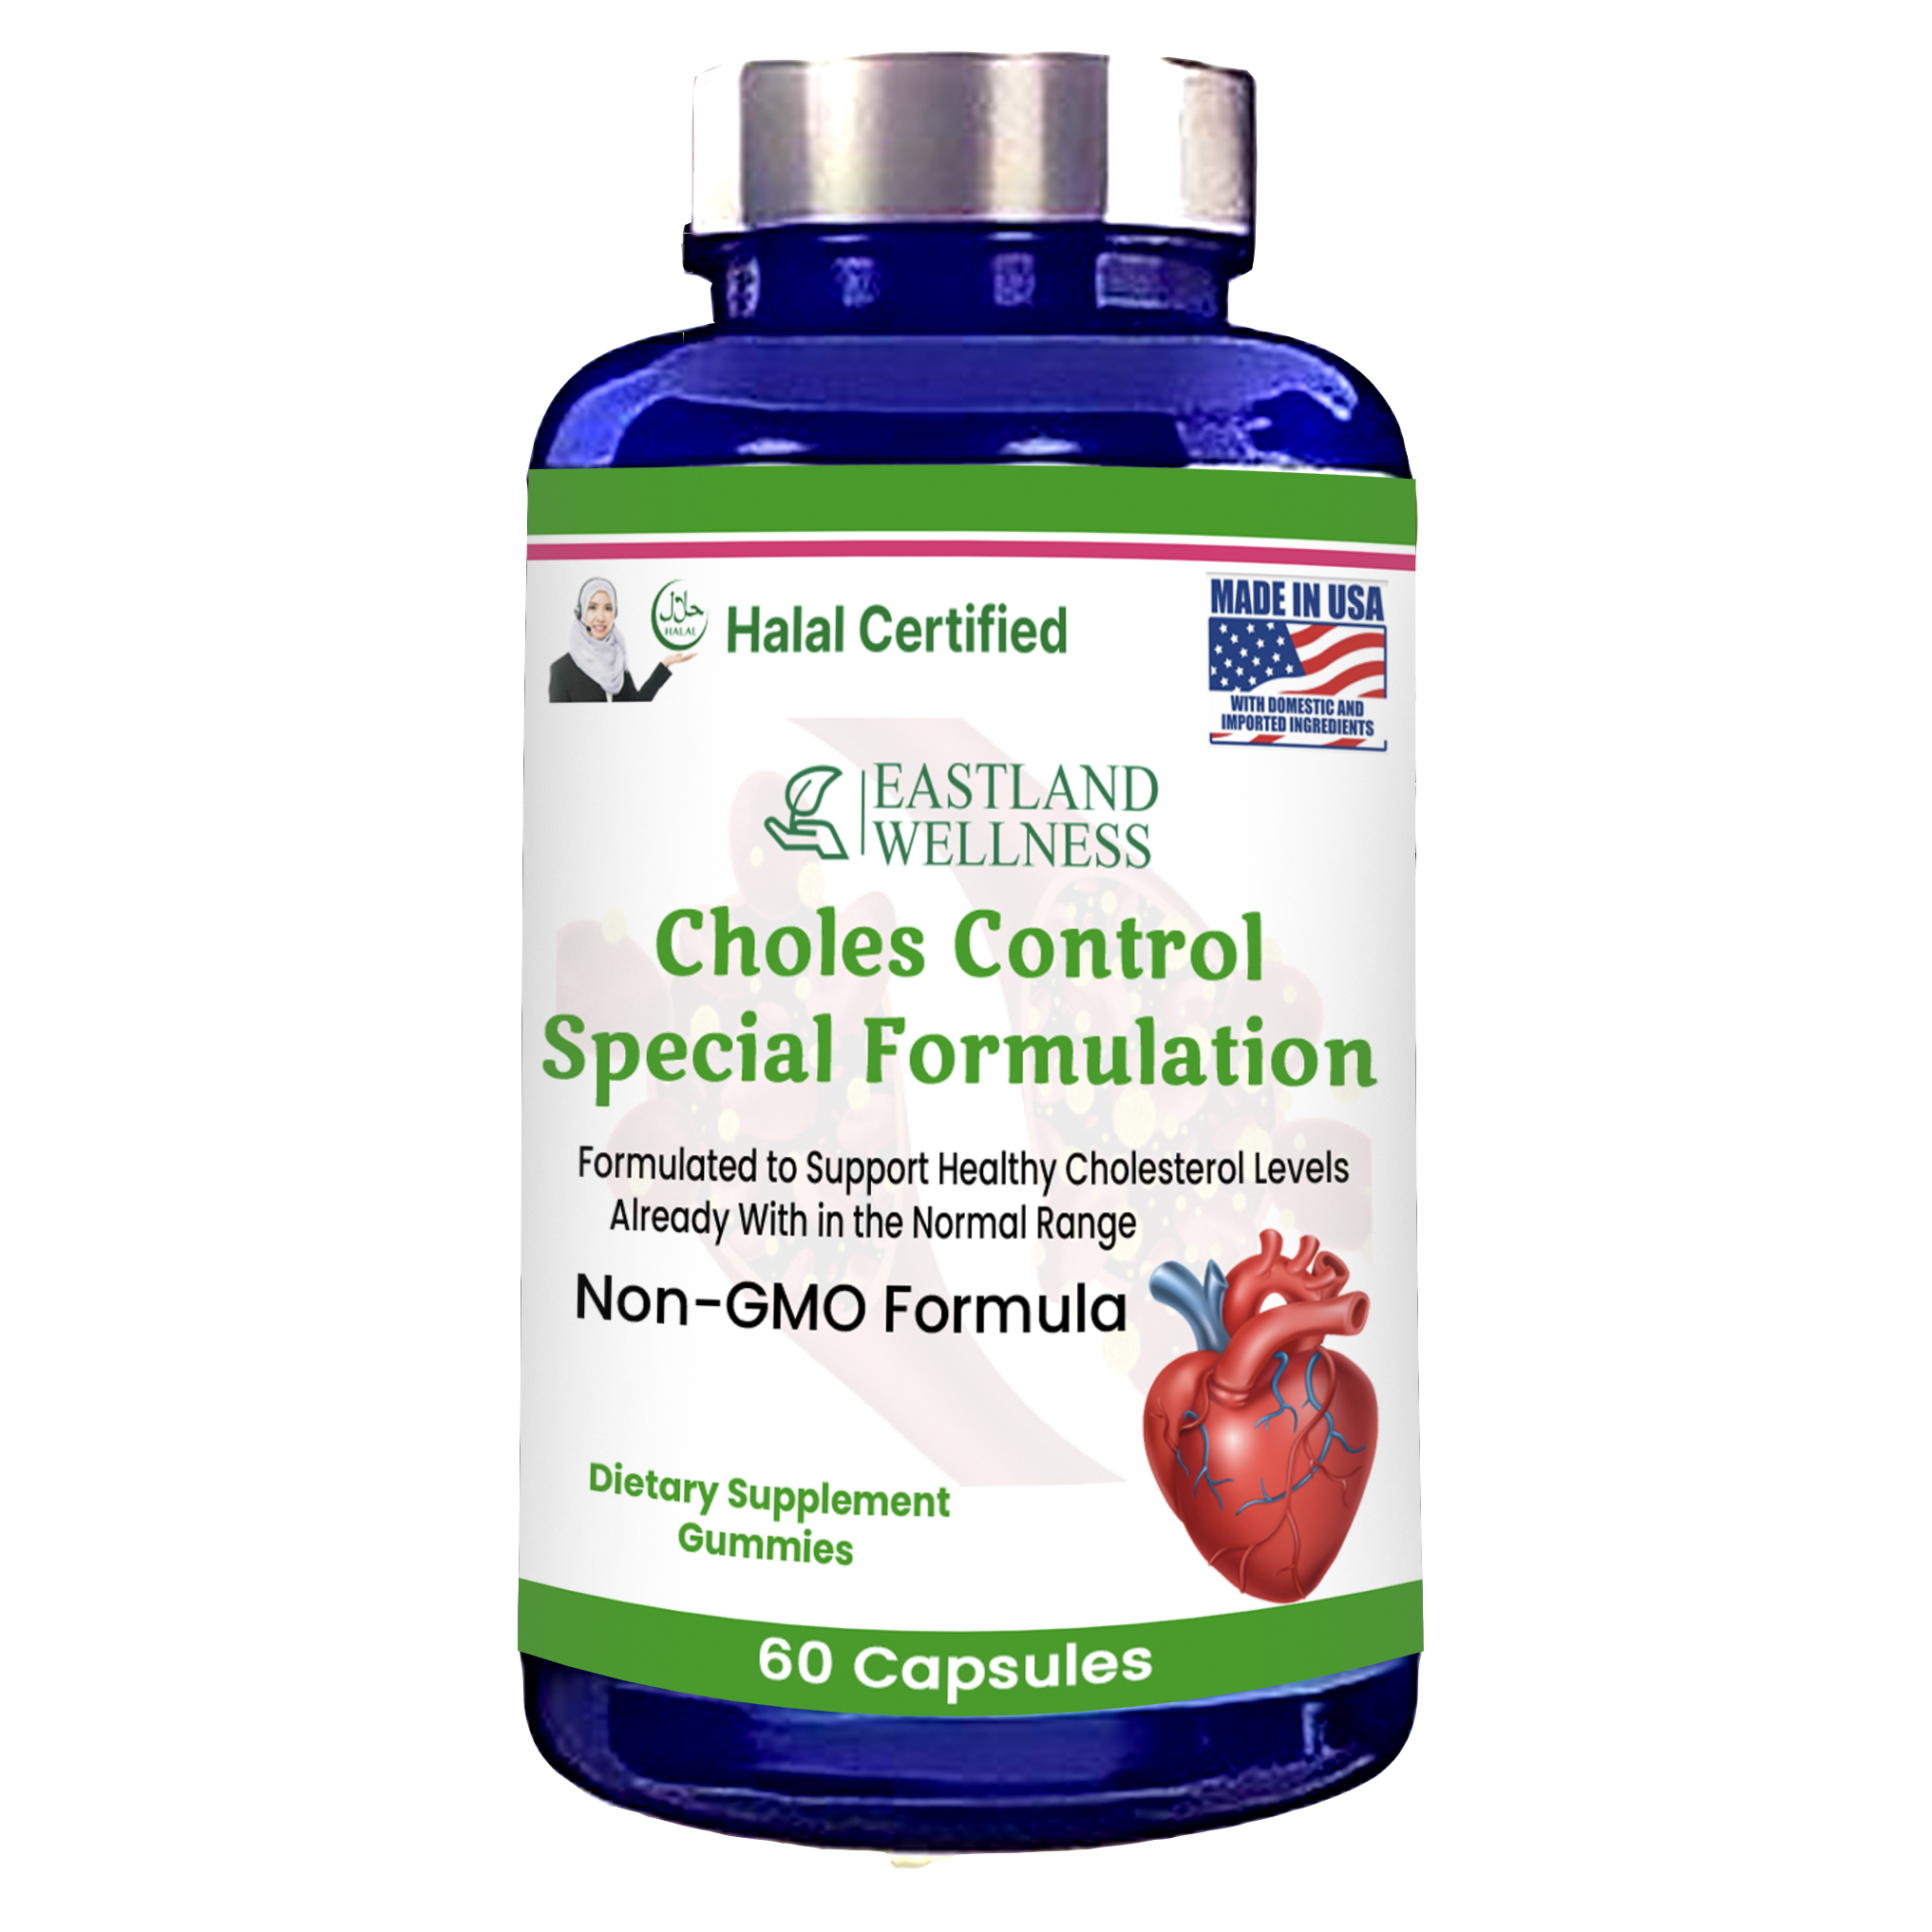 حلال
HALAL
Halal Certified
MADE IN USA
WITH DOMESTIC AND
IMPORTED INGREDIENTS
EASTLAND
WELLNESS
Choles Control
Special Formulation
Formulated to Support Healthy Cholesterol Levels
Already With in the Normal Range
Non-GMO Formula
Dietary Supplement
Gummies
60 Capsules